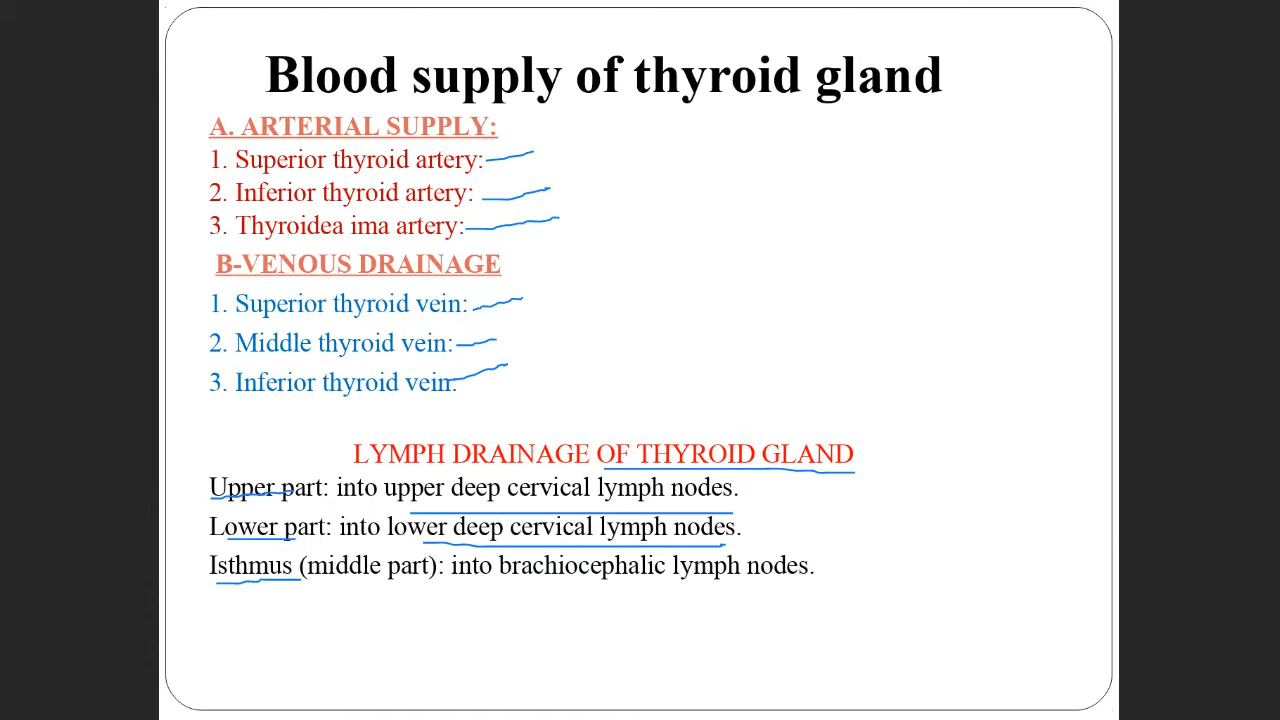 Blood supply of thyroid gland
A. ARTERIAL SUPPLY:
1. Superior thyroid artery:
2. Inferior thyroid artery:
3. Thyroidea ima artery:
B-VENOUS DRAINAGE
1. Superior thyroid vein:
2. Middle thyroid vein:
3. Inferior thyroid vein:
LYMPH DRAINAGE OF THYROID GLAND
Upper part: into upper deep cervical lymph nodes.
Lower part: into lower deep cervical lymph nodes.
Isthmus (middle part): into brachiocephalic lymph nodes.